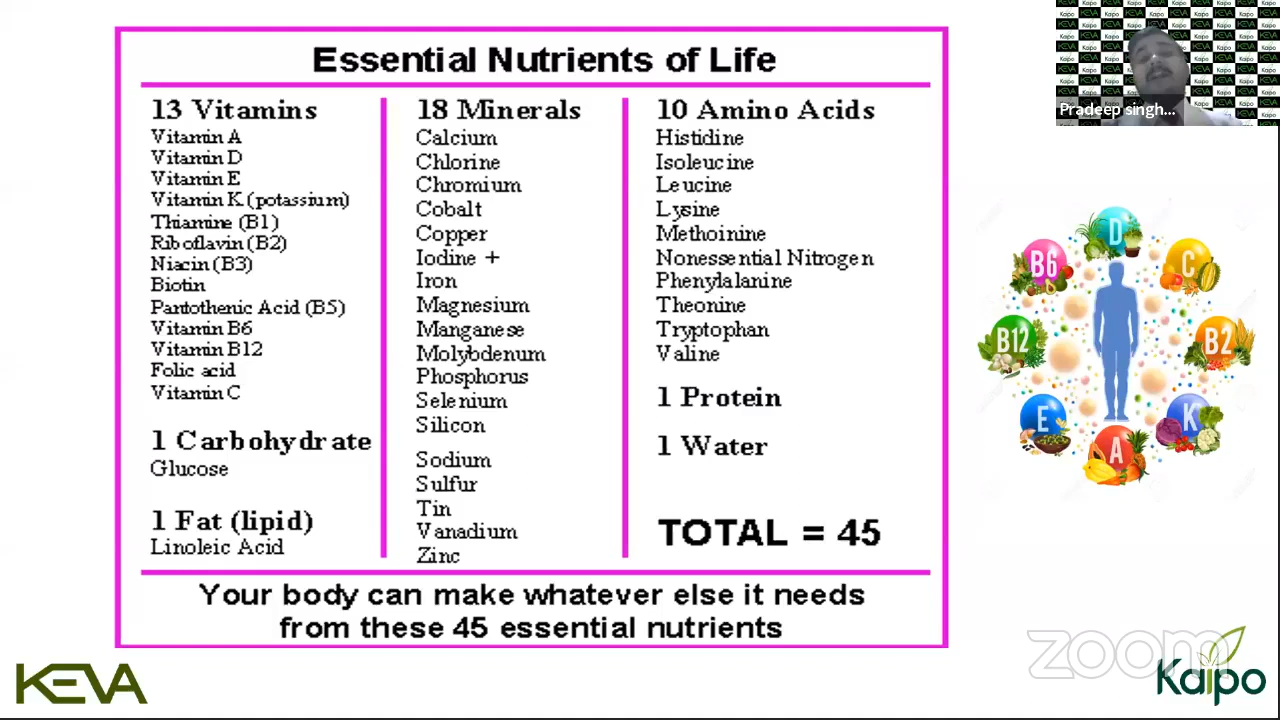 Essential Nutrients of Life
13 Vitamins
Vitamin A
Vitamin D
Vitamin E
Vitamin K (potassium)
Thiamine (B1)
Riboflavin (B2)
Niacin (B3)
Biotin
Pantothenic Acid (B5)
Vitamin B6
Vitamin B12
Folic acid
Vitamin C
1 Carbohydrate
Glucose
1 Fat (lipid)
Linoleic Acid
18 Minerals
Calcium
Chlorine
Chromium
Cobalt
Copper
Iodine +
Iron
Magnesium
Manganese
Molybdenum
Phosphorus
Selenium
Silicon
Sodium
Sulfur
Tin
Vanadium
Zinc
10 Amino Acids
Histidine
Isoleucine
Leucine
Lysine
Methoinine
Nonessential Nitrogen
Phenylalanine
Theonine
Tryptophan
Valine
1 Protein
1 Water
TOTAL = 45
Your body can make whatever else it needs
from these 45 essential nutrients
Pradeep singh...
D
B6
C
B12
B2
E
K
A
KEVA
zoom
Kaipo